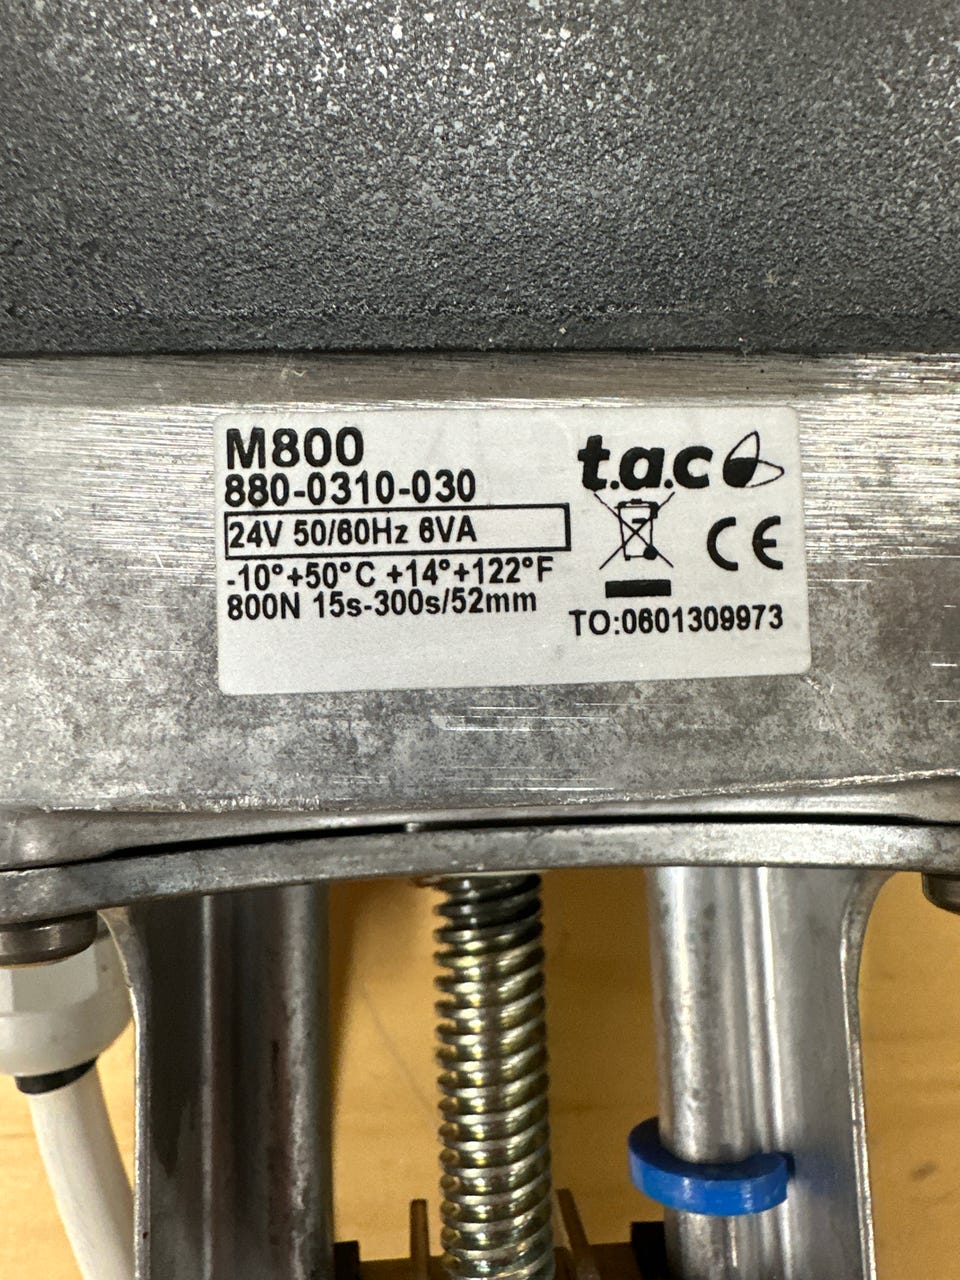 M800
880-0310-030
24V 50/60Hz 6VA
-10°+50°C +14°+122°F
800N 15s-300s/52mm
t.a.c
CE
TO:0601309973